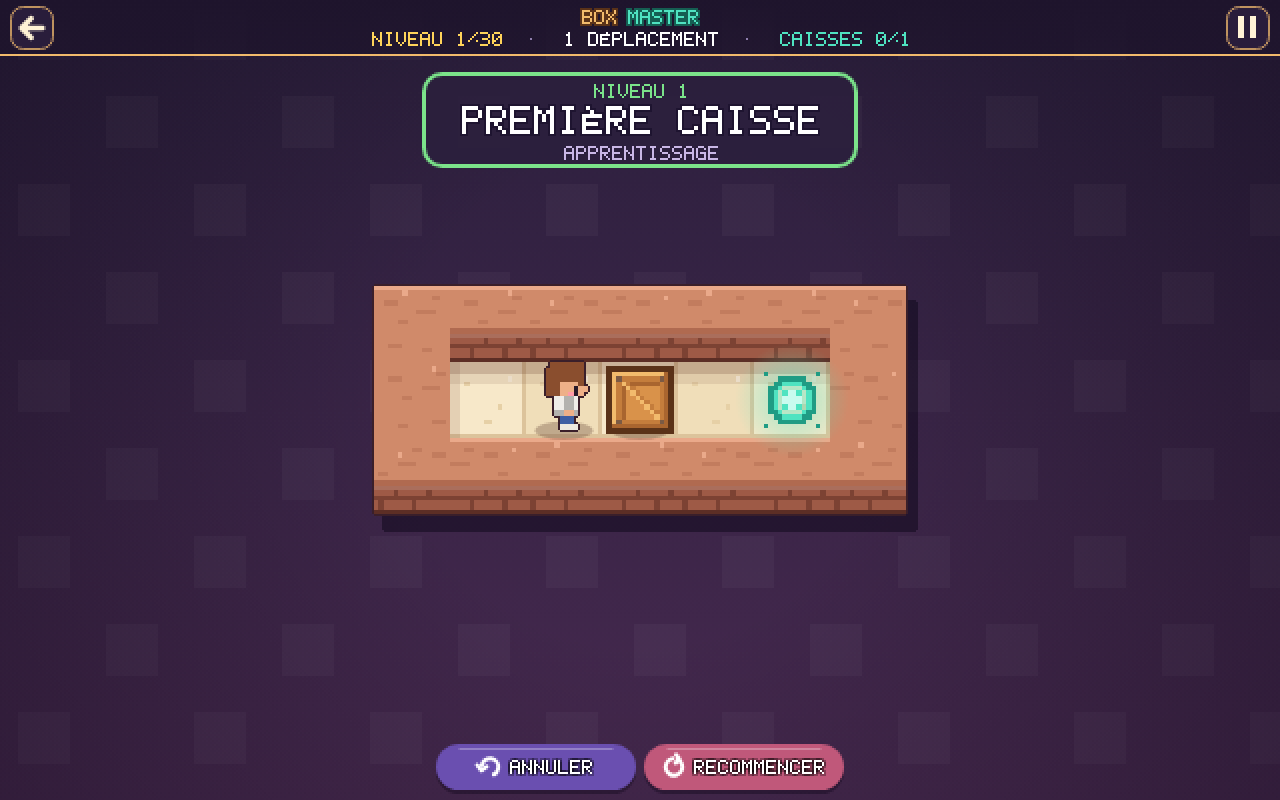 BOX MASTER
NIVEAU 1/30 · 1 DÉPLACEMENT · CAISSES 0/1
NIVEAU 1
PREMIÈRE CAISSE
APPRENTISSAGE
ANNULER
RECOMMENCER